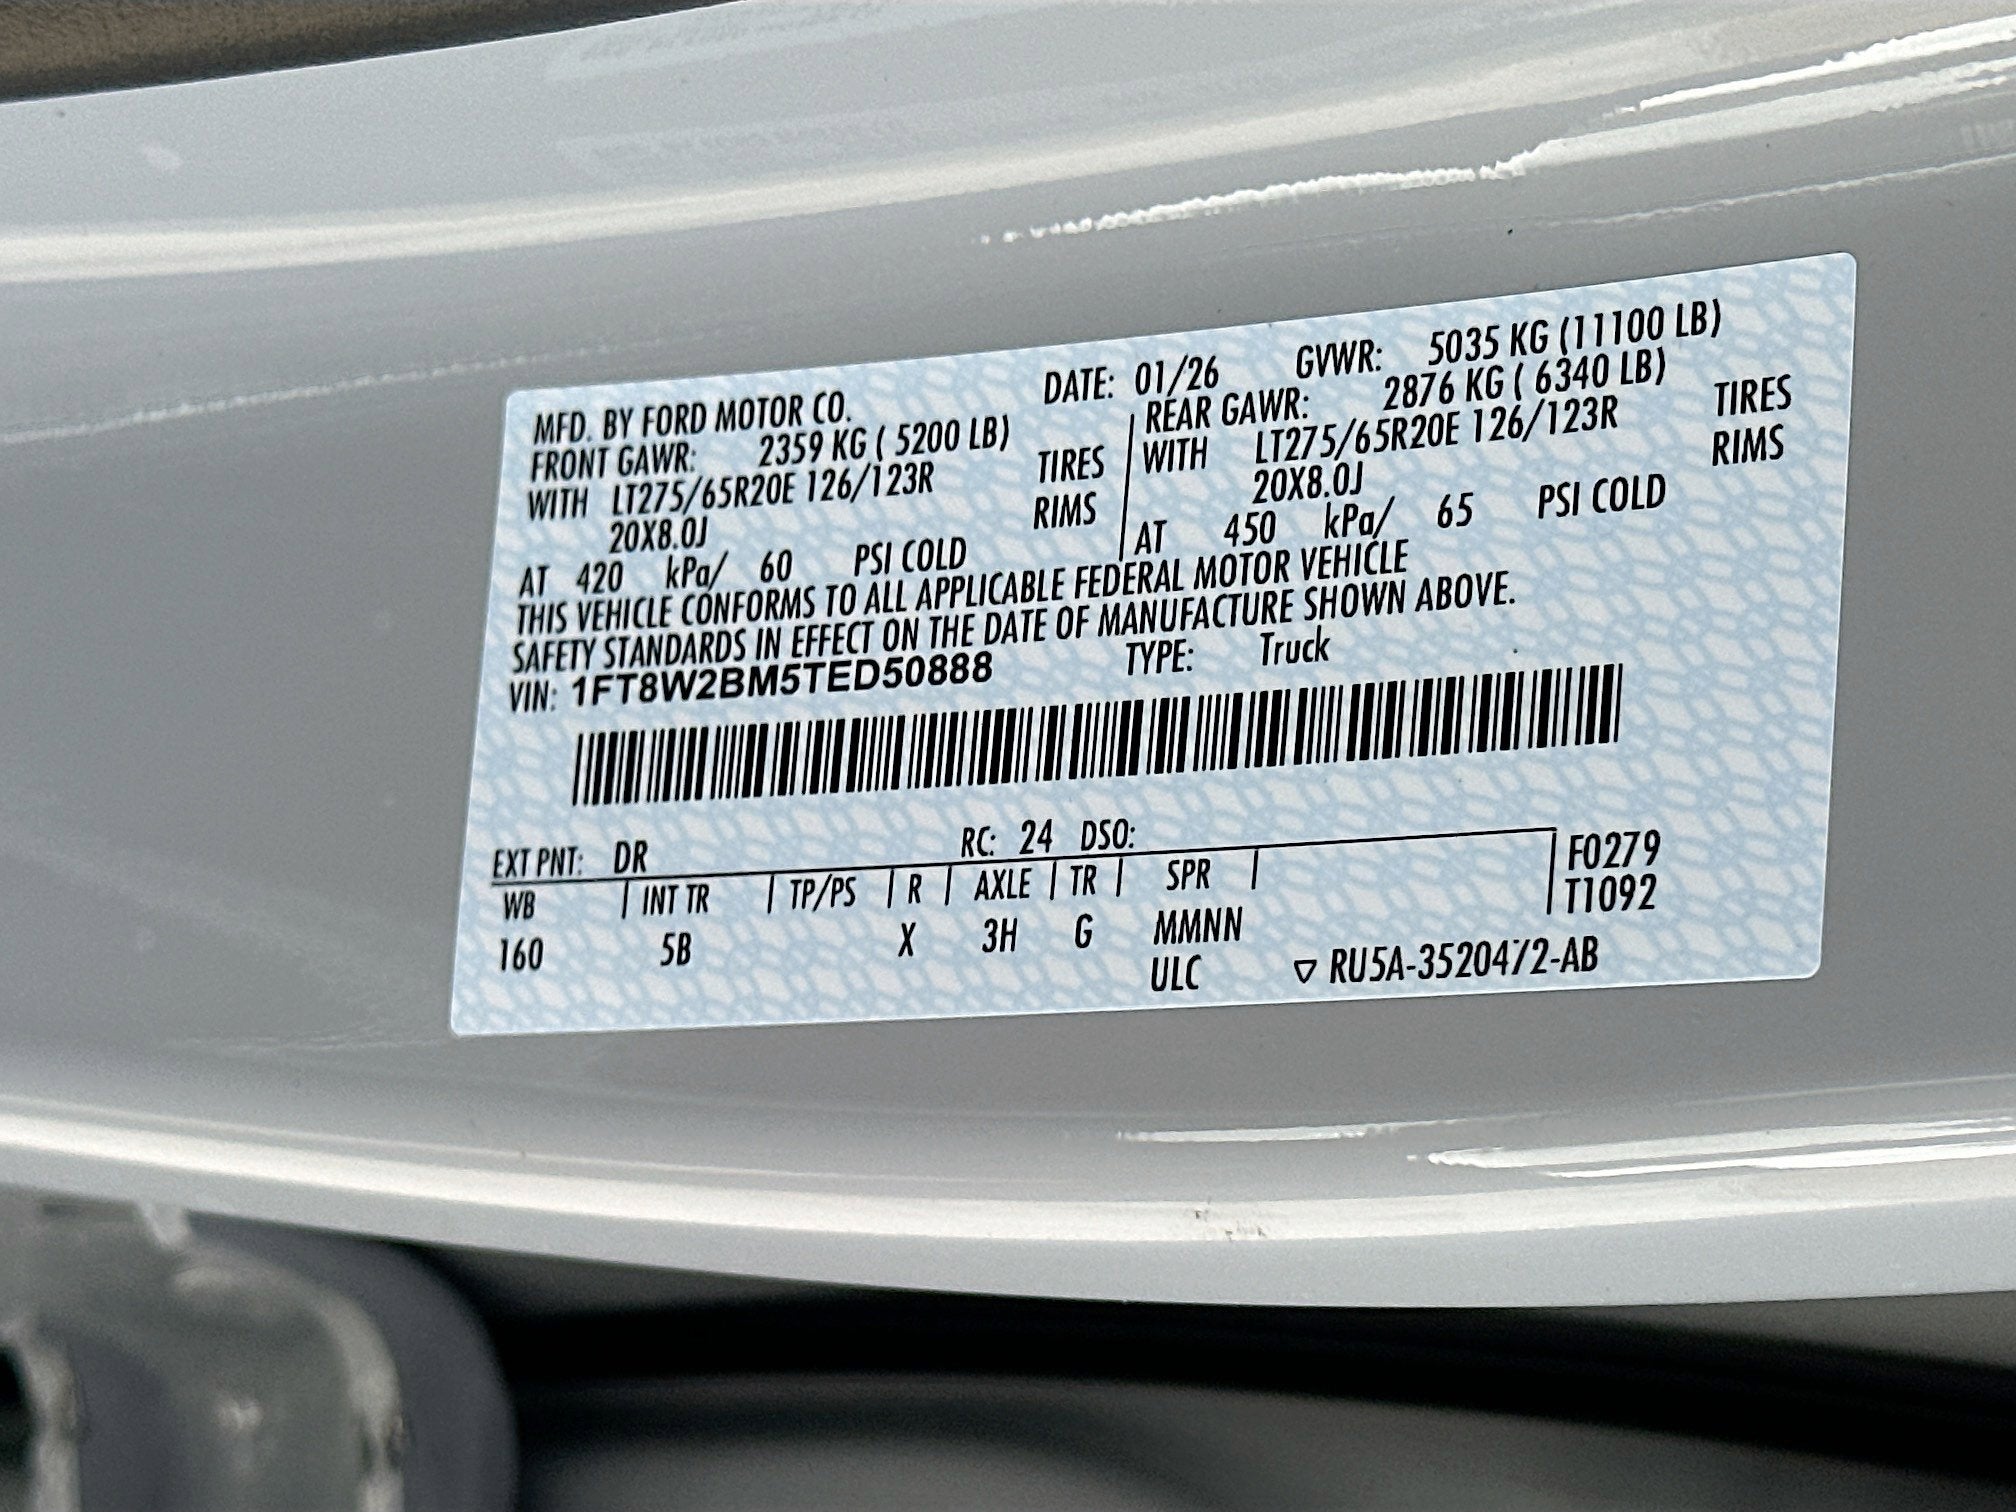 MFD. BY FORD MOTOR CO. DATE: 01/26 GVWR: 5035 KG (11100 LB)
FRONT GAWR: 2359 KG ( 5200 LB) REAR GAWR: 2876 KG ( 6340 LB)
WITH LT275/65R20E 126/123R TIRES WITH LT275/65R20E 126/123R TIRES
20X8.0J RIMS 20X8.0J RIMS
AT 420 kPa/ 60 PSI COLD AT 450 kPa/ 65 PSI COLD
THIS VEHICLE CONFORMS TO ALL APPLICABLE FEDERAL MOTOR VEHICLE
SAFETY STANDARDS IN EFFECT ON THE DATE OF MANUFACTURE SHOWN ABOVE.
VIN: 1FT8W2BM5TED50888 TYPE: Truck
EXT PNT: DR RC: 24 DSO:
WB INT TR TP/PS R AXLE TR SPR F0279
160 5B X 3H G MMNN T1092
ULC ▽ RU5A-3520472-AB